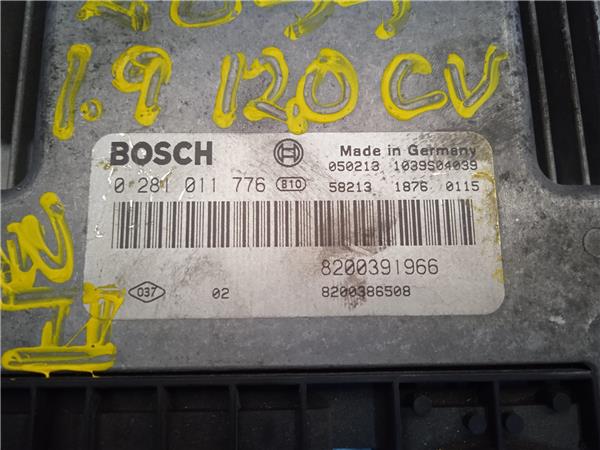 1.9 120 CV
BOSCH
Made in Germany
050213 1039S04039
0 281 011 776 B10
58213 1876 0115
8200391966
037 02 8200386508